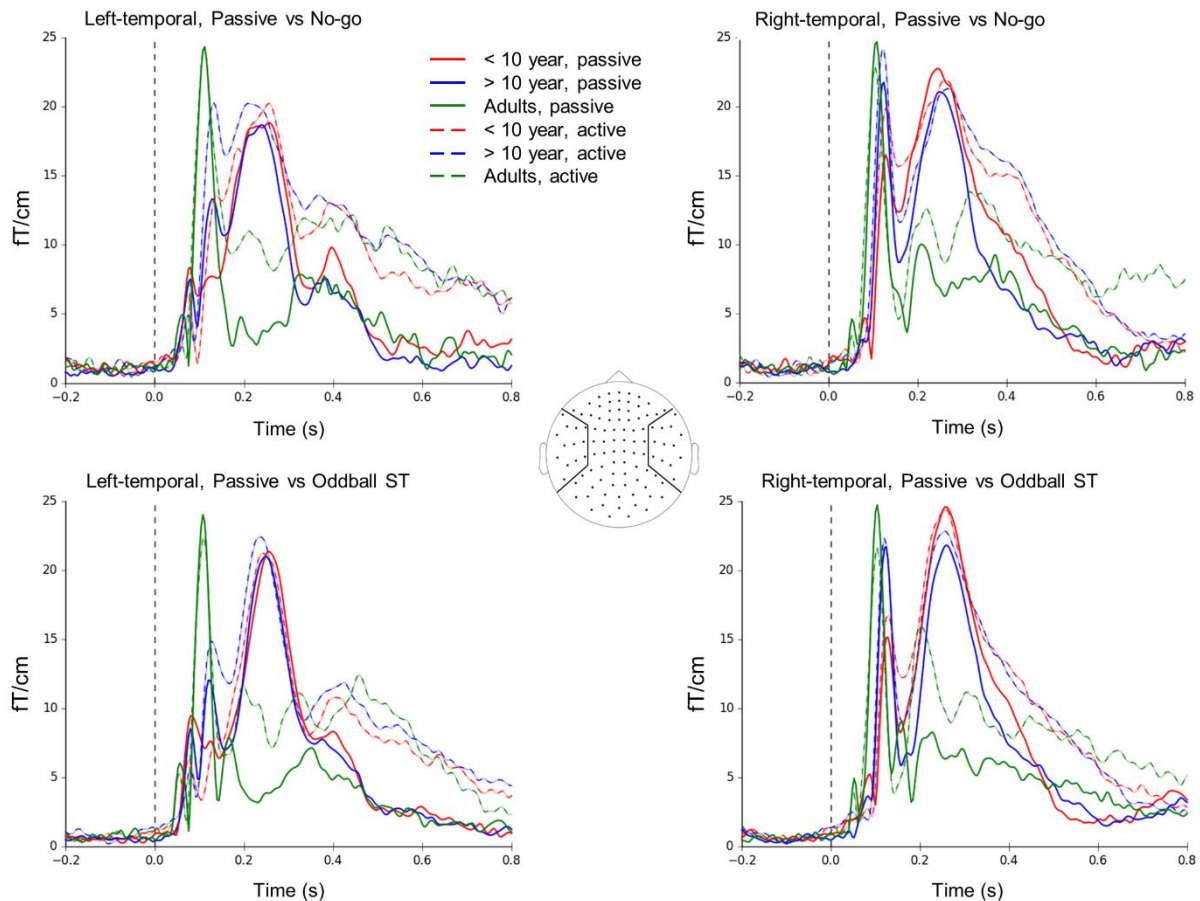 Left-temporal, Passive vs No-go
25
20
15
10
5
0
fT/cm
−0.2
0.0
0.2
0.4
0.6
0.8
Time (s)
< 10 year, passive
> 10 year, passive
Adults, passive
< 10 year, active
> 10 year, active
Adults, active
Right-temporal, Passive vs No-go
25
20
15
10
5
0
fT/cm
−0.2
0.0
0.2
0.4
0.6
0.8
Time (s)
Left-temporal, Passive vs Oddball ST
25
20
15
10
5
0
fT/cm
−0.2
0.0
0.2
0.4
0.6
0.8
Time (s)
Right-temporal, Passive vs Oddball ST
25
20
15
10
5
0
fT/cm
−0.2
0.0
0.2
0.4
0.6
0.8
Time (s)